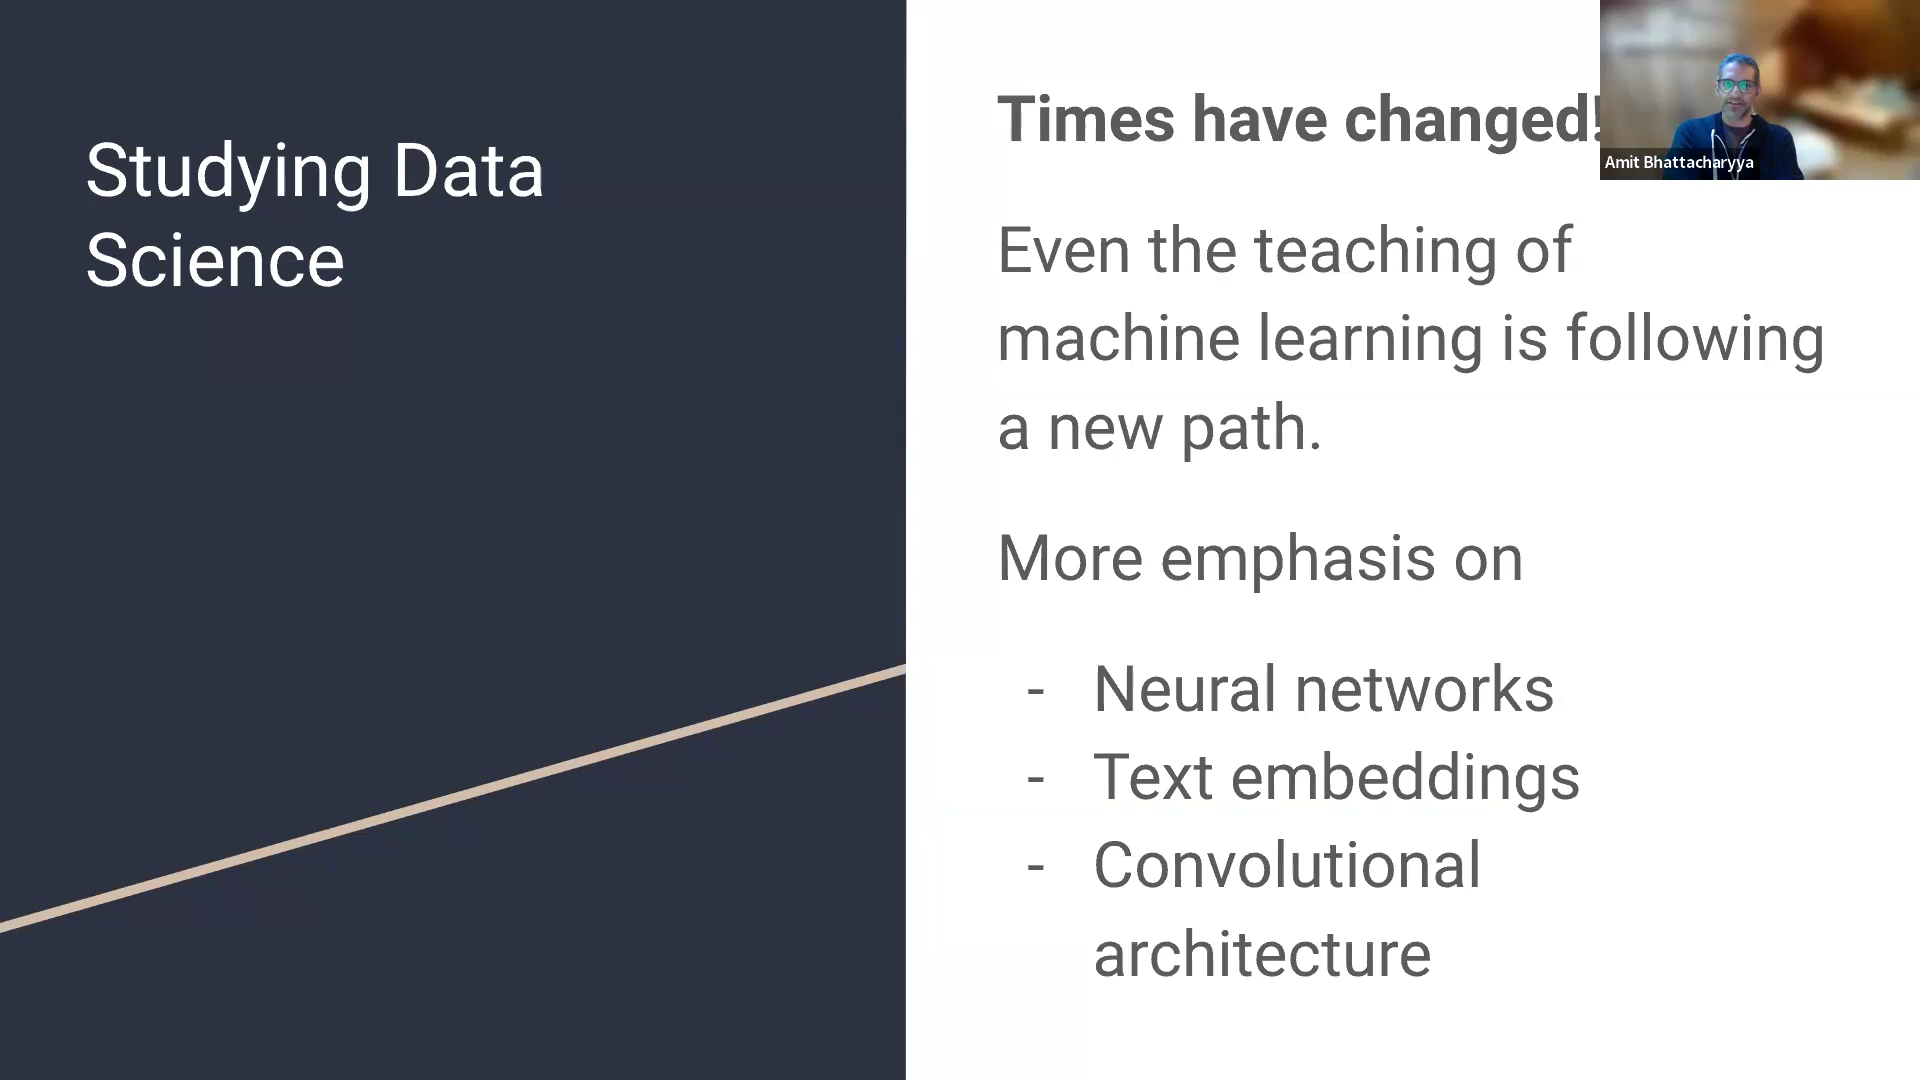 Studying Data
Science
Times have changed!
Even the teaching of
machine learning is following
a new path.
More emphasis on
- Neural networks
- Text embeddings
- Convolutional
architecture
Amit Bhattacharyya